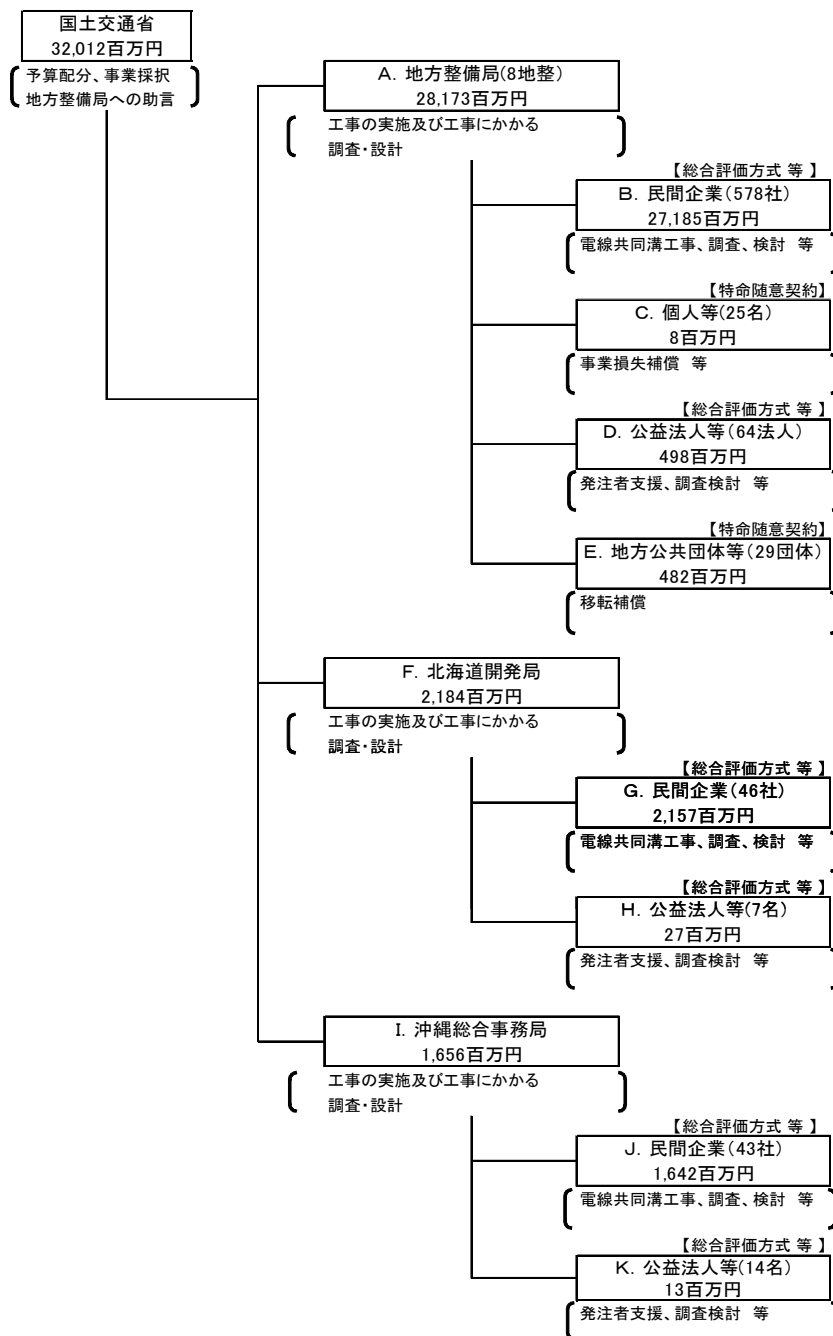 国土交通省
32,012百万円
予算配分、事業採択
地方整備局への助言
A. 地方整備局(8地整)
28,173百万円
工事の実施及び工事にかかる
調査・設計
【総合評価方式 等 】
B. 民間企業(578社)
27,185百万円
電線共同溝工事、調査、検討 等
【特命随意契約】
C. 個人等(25名)
8百万円
事業損失補償 等
【総合評価方式 等 】
D. 公益法人等(64法人)
498百万円
発注者支援、調査検討 等
【特命随意契約】
E. 地方公共団体等(29団体)
482百万円
移転補償
F. 北海道開発局
2,184百万円
工事の実施及び工事にかかる
調査・設計
【総合評価方式 等 】
G. 民間企業(46社)
2,157百万円
電線共同溝工事、調査、検討 等
【総合評価方式 等 】
H. 公益法人等(7名)
27百万円
発注者支援、調査検討 等
I. 沖縄総合事務局
1,656百万円
工事の実施及び工事にかかる
調査・設計
【総合評価方式 等 】
J. 民間企業(43社)
1,642百万円
電線共同溝工事、調査、検討 等
【総合評価方式 等 】
K. 公益法人等(14名)
13百万円
発注者支援、調査検討 等